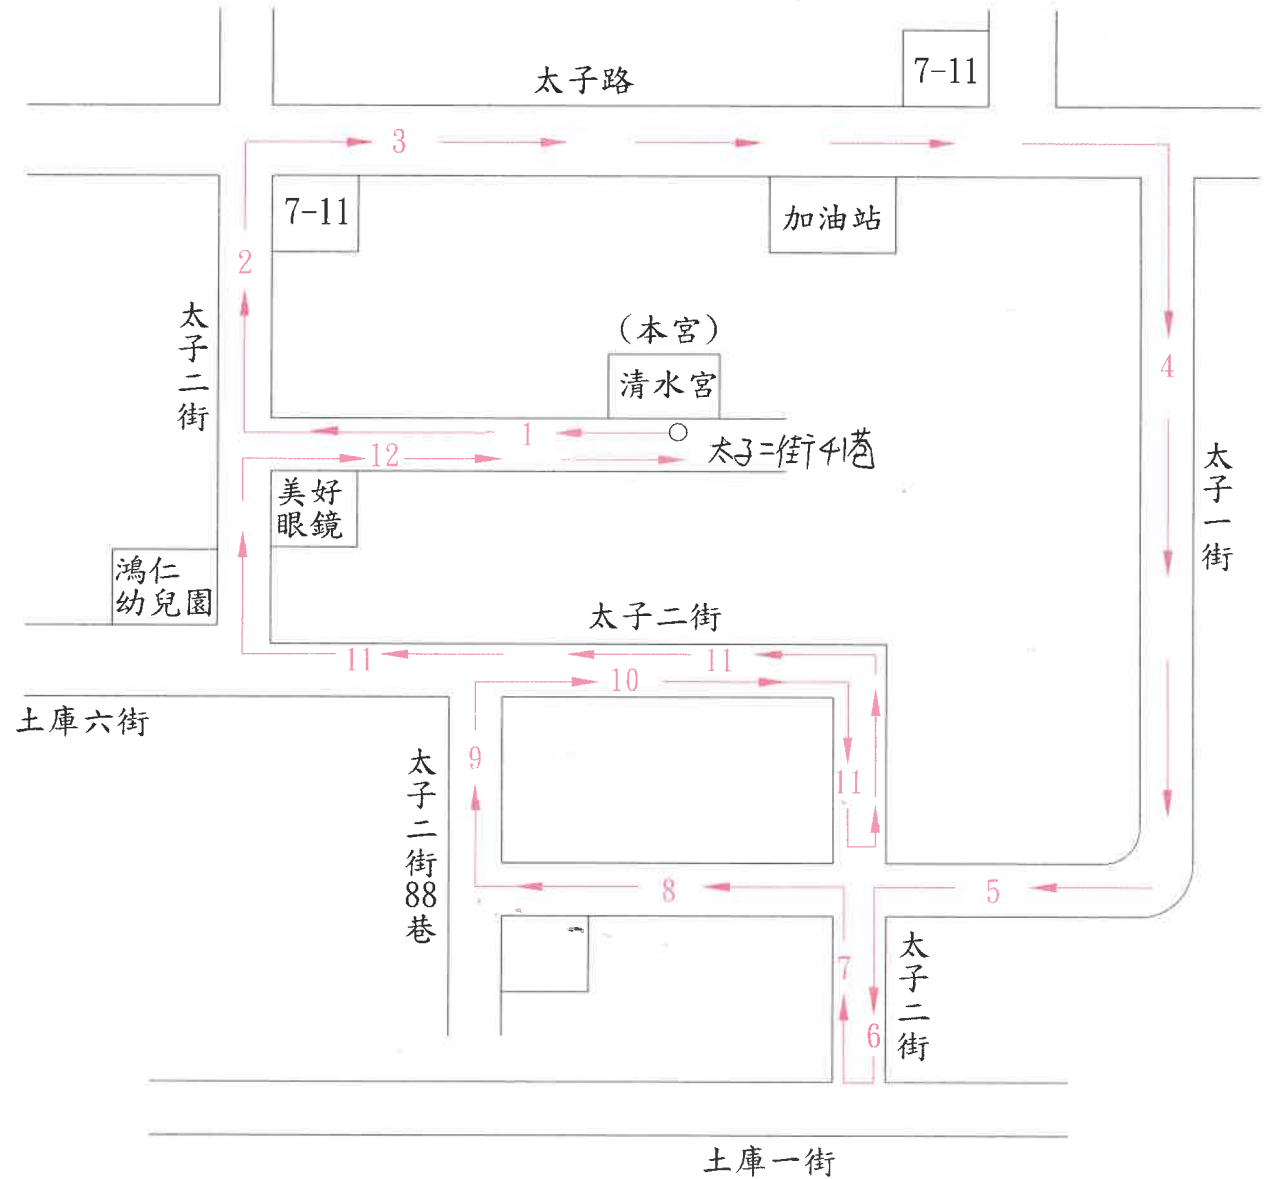 太子路
7-11
3
7-11
加油站
2
太子二街
(本宮)
清水宮
4
1
太子二街41巷
12
太子一街
美好
眼鏡
鴻仁
幼兒園
太子二街
11
11
10
土庫六街
9
太子二街88巷
11
8
5
7
太子二街
6
土庫一街